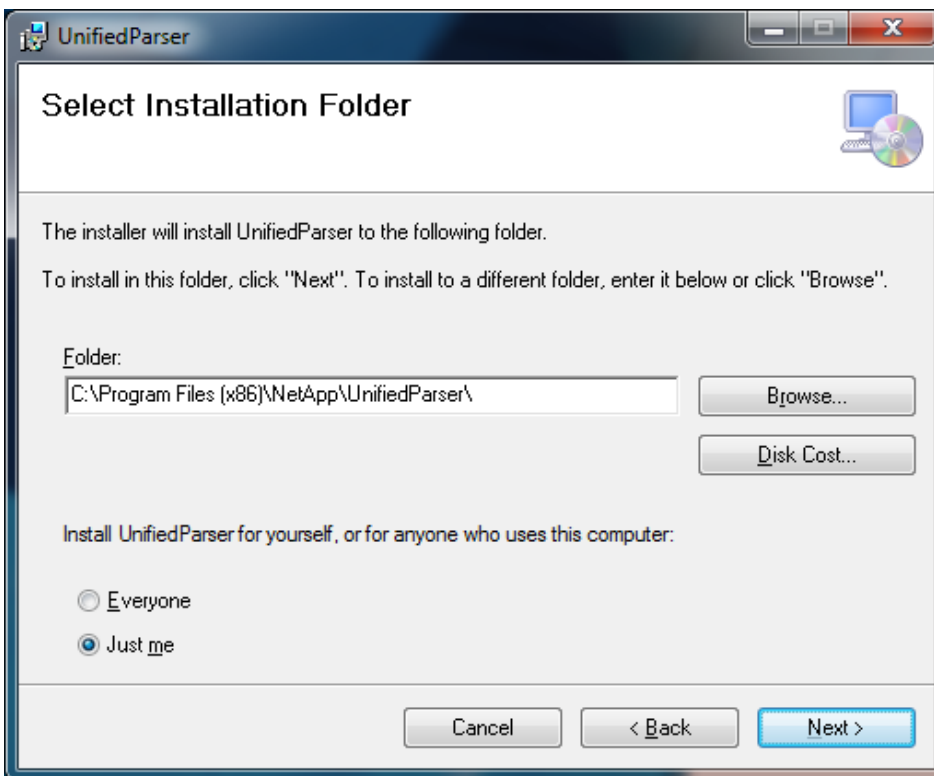 UnifiedParser
Select Installation Folder
The installer will install UnifiedParser to the following folder.
To install in this folder, click "Next". To install to a different folder, enter it below or click "Browse".
Folder:
C:\Program Files (x86)\NetApp\UnifiedParser\
Browse...
Disk Cost...
Install UnifiedParser for yourself, or for anyone who uses this computer:
Everyone
Just me
Cancel
< Back
Next >